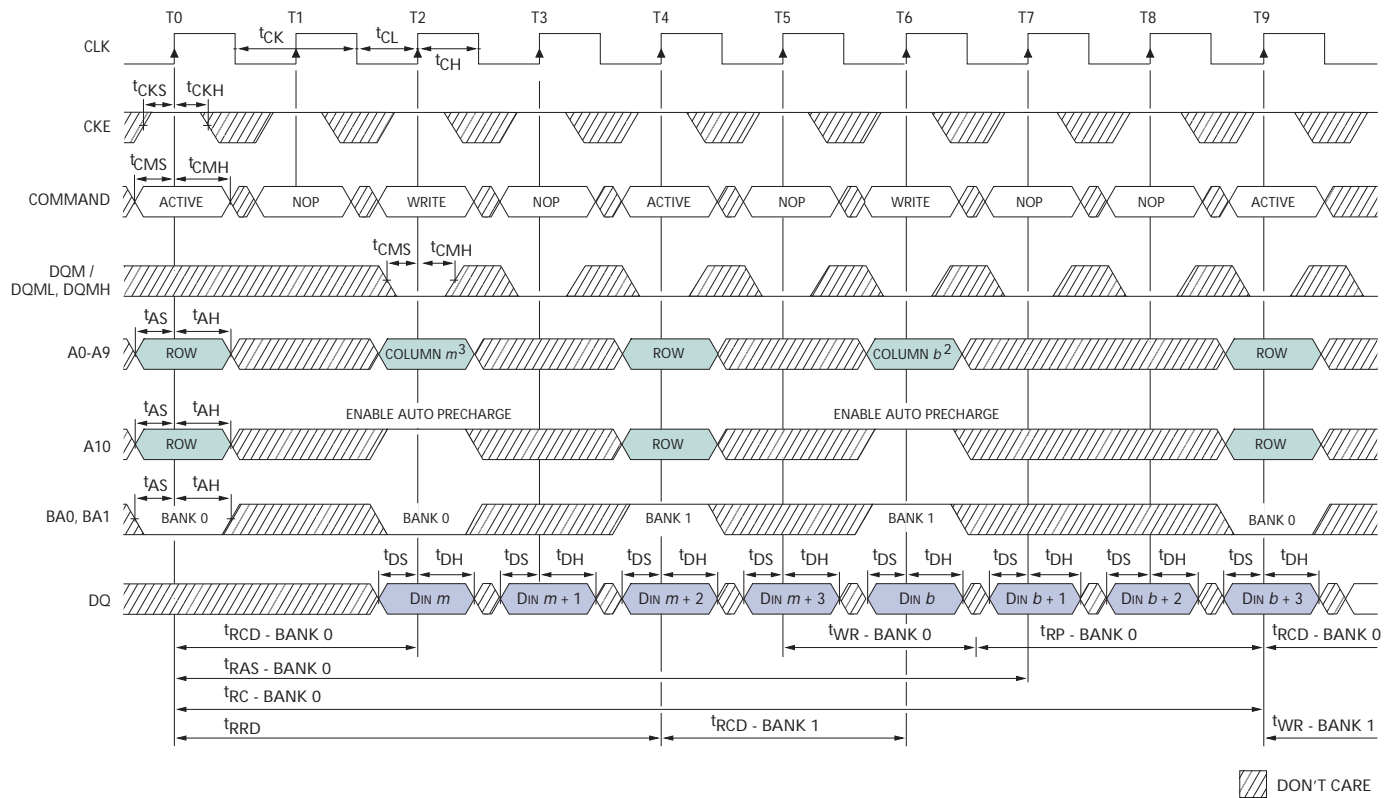 T0 T1 T2 T3 T4 T5 T6 T7 T8 T9
CLK tCK tCL tCH
tCKS tCKH
CKE
tCMS tCMH
COMMAND ACTIVE NOP WRITE NOP ACTIVE NOP WRITE NOP NOP ACTIVE
tCMS tCMH
DQM /
DQML, DQMH
tAS tAH
A0-A9 ROW COLUMN m3 ROW COLUMN b2 ROW
tAS tAH ENABLE AUTO PRECHARGE ENABLE AUTO PRECHARGE
A10 ROW ROW ROW
tAS tAH
BA0, BA1 BANK 0 BANK 0 BANK 1 BANK 1 BANK 0
tDS tDH tDS tDH tDS tDH tDS tDH tDS tDH tDS tDH tDS tDH tDS tDH
DQ DIN m DIN m + 1 DIN m + 2 DIN m + 3 DIN b DIN b + 1 DIN b + 2 DIN b + 3
tRCD - BANK 0 tWR - BANK 0 tRP - BANK 0 tRCD - BANK 0
tRAS - BANK 0
tRC - BANK 0
tRRD tRCD - BANK 1 tWR - BANK 1
DON'T CARE